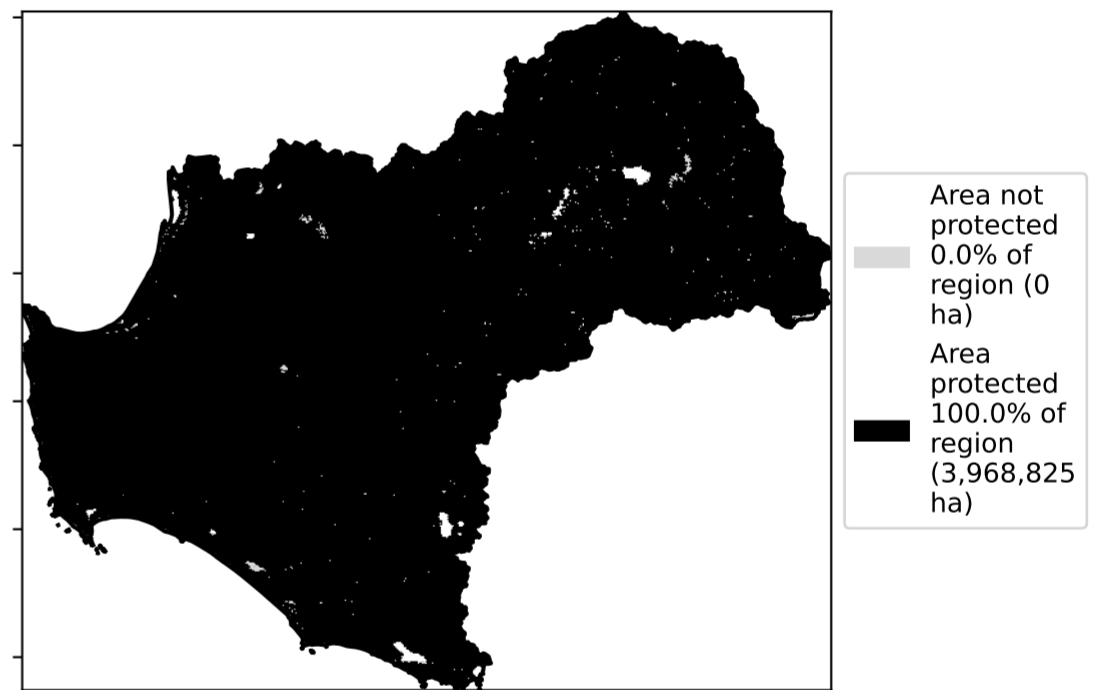 Area not
protected
0.0% of
region (0
ha)
Area
protected
100.0% of
region
(3,968,825
ha)